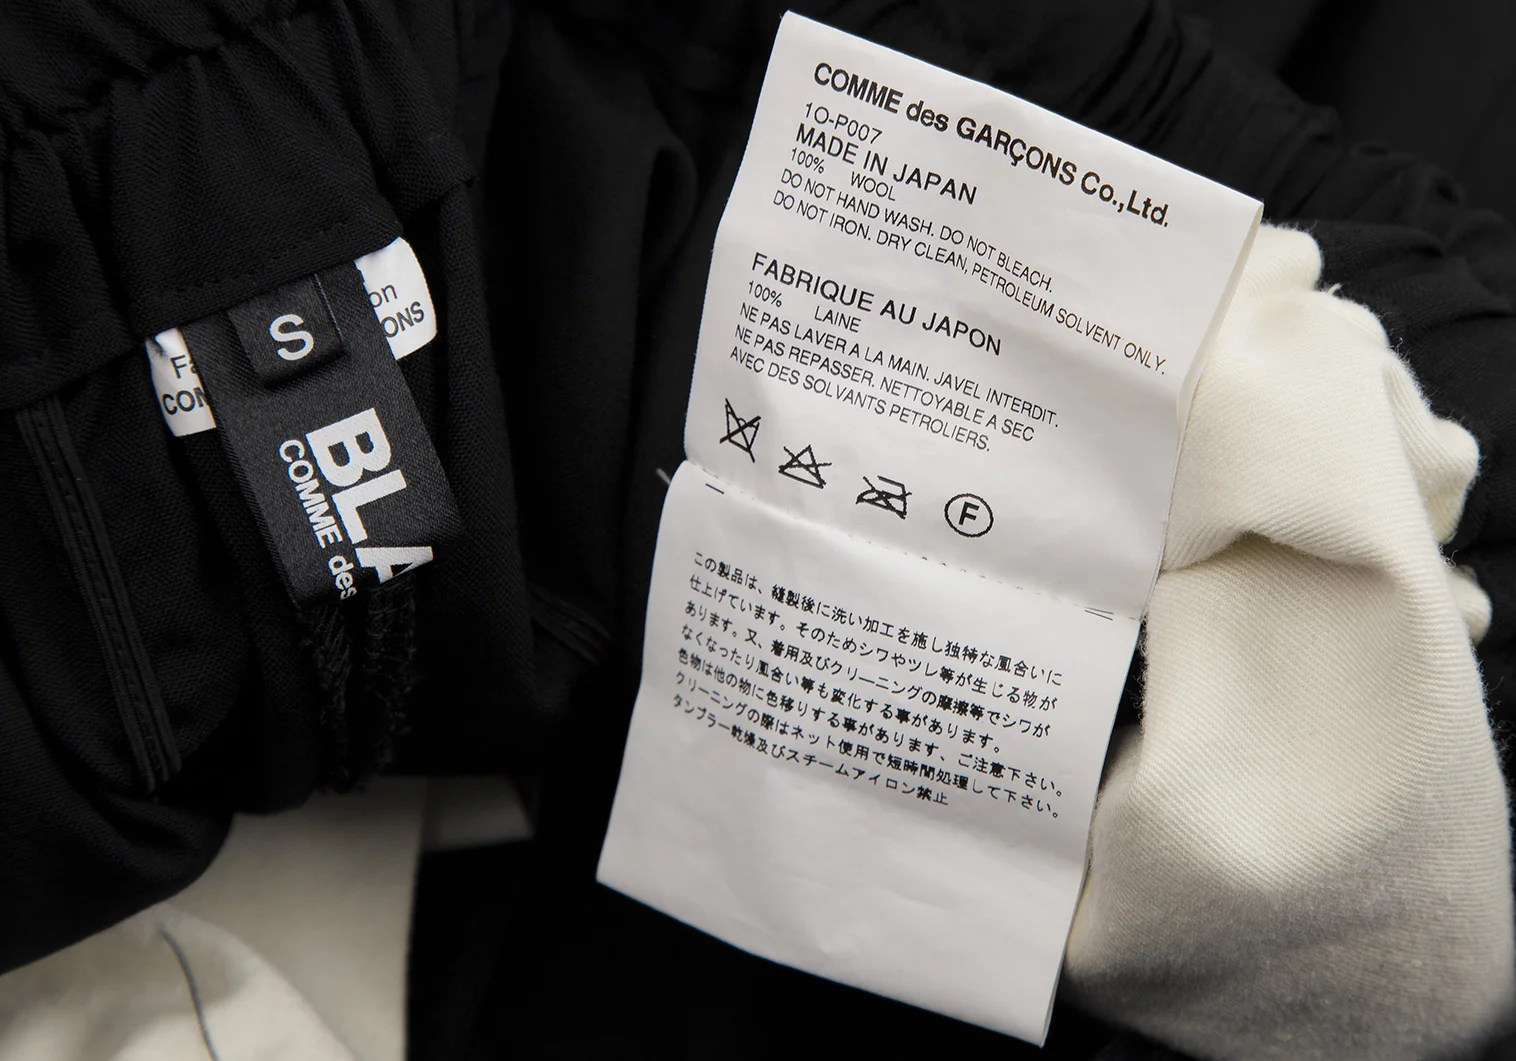 COMME des GARÇONS Co.,Ltd.
1O-P007
MADE IN JAPAN
100% WOOL
DO NOT HAND WASH. DO NOT BLEACH.
DO NOT IRON. DRY CLEAN, PETROLEUM SOLVENT ONLY.
FABRIQUE AU JAPON
100% LAINE
NE PAS LAVER A LA MAIN. JAVEL INTERDIT.
NE PAS REPASSER. NETTOYABLE A SEC
AVEC DES SOLVANTS PETROLIERS.
F
この製品は、縫製後に洗い加工を施し独特な風合いに
仕上げています。そのためシワやツレ等が生じる物が
あります。又、着用及びクリーニングの摩擦等でシワが
なくなったり風合い等も変化する事があります。
色物は他の物に色移りする事があります、ご注意下さい。
クリーニングの際はネット使用で短時間処理して下さい。
タンブラー乾燥及びスチームアイロン禁止
S
BLA
COMME des
on
ONS
CON